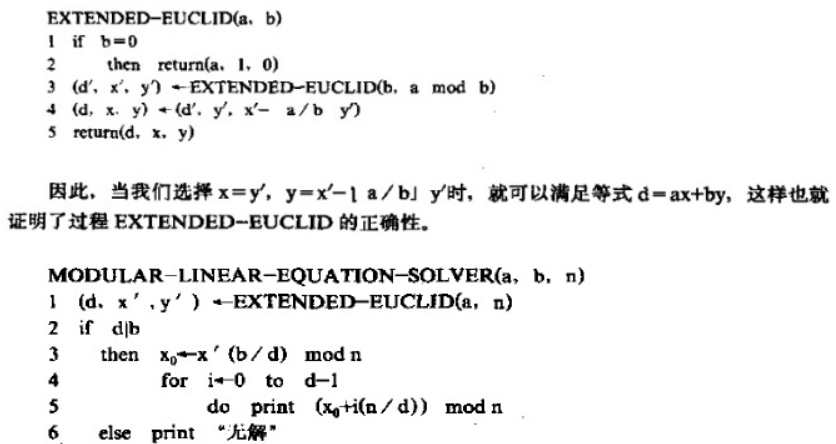 EXTENDED-EUCLID(a, b)
1 if b=0
2 then return(a, 1, 0)
3 (d′, x′, y′) ←EXTENDED-EUCLID(b, a mod b)
4 (d, x. y) ←(d′, y′, x′- a/b y′)
5 return(d, x, y)
因此，当我们选择 x=y′，y=x′-⌊ a/b⌋ y′时，就可以满足等式 d=ax+by，这样也就
证明了过程 EXTENDED-EUCLID 的正确性。
MODULAR-LINEAR-EQUATION-SOLVER(a, b, n)
1 (d, x′,y′) ←EXTENDED-EUCLID(a, n)
2 if d|b
3 then x₀←x′(b/d) mod n
4 for i←0 to d-1
5 do print (x₀+i(n/d)) mod n
6 else print “无解”